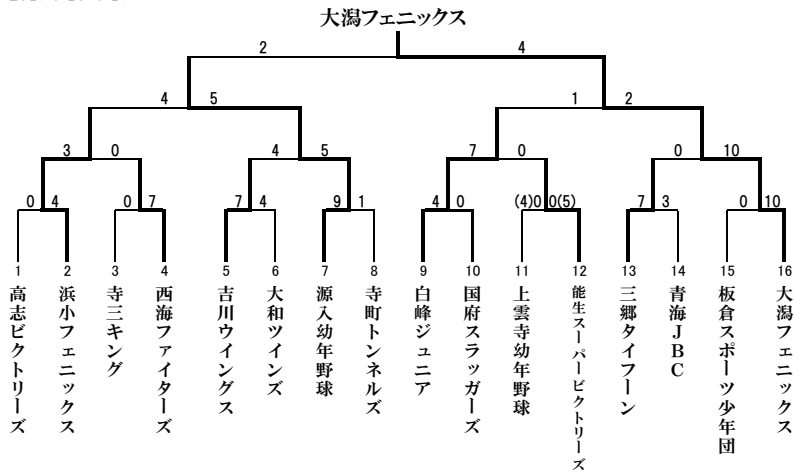 大潟フェニックス
2 4
4 5 1 2
3 0 4 5 7 0 0 10
0 4 0 7 7 4 9 1 4 0 (4)0 0(5) 7 3 0 10
1 2 3 4 5 6 7 8 9 10 11 12 13 14 15 16
高志ビクトリーズ
浜小フェニックス
寺三キング
西海ファイターズ
吉川ウイングス
大和ツインズ
源入幼年野球
寺町トンネルズ
白峰ジュニア
国府スラッガーズ
上雲寺幼年野球
能生スーパービクトリーズ
三郷タイフーン
青海JBC
板倉スポーツ少年団
大潟フェニックス